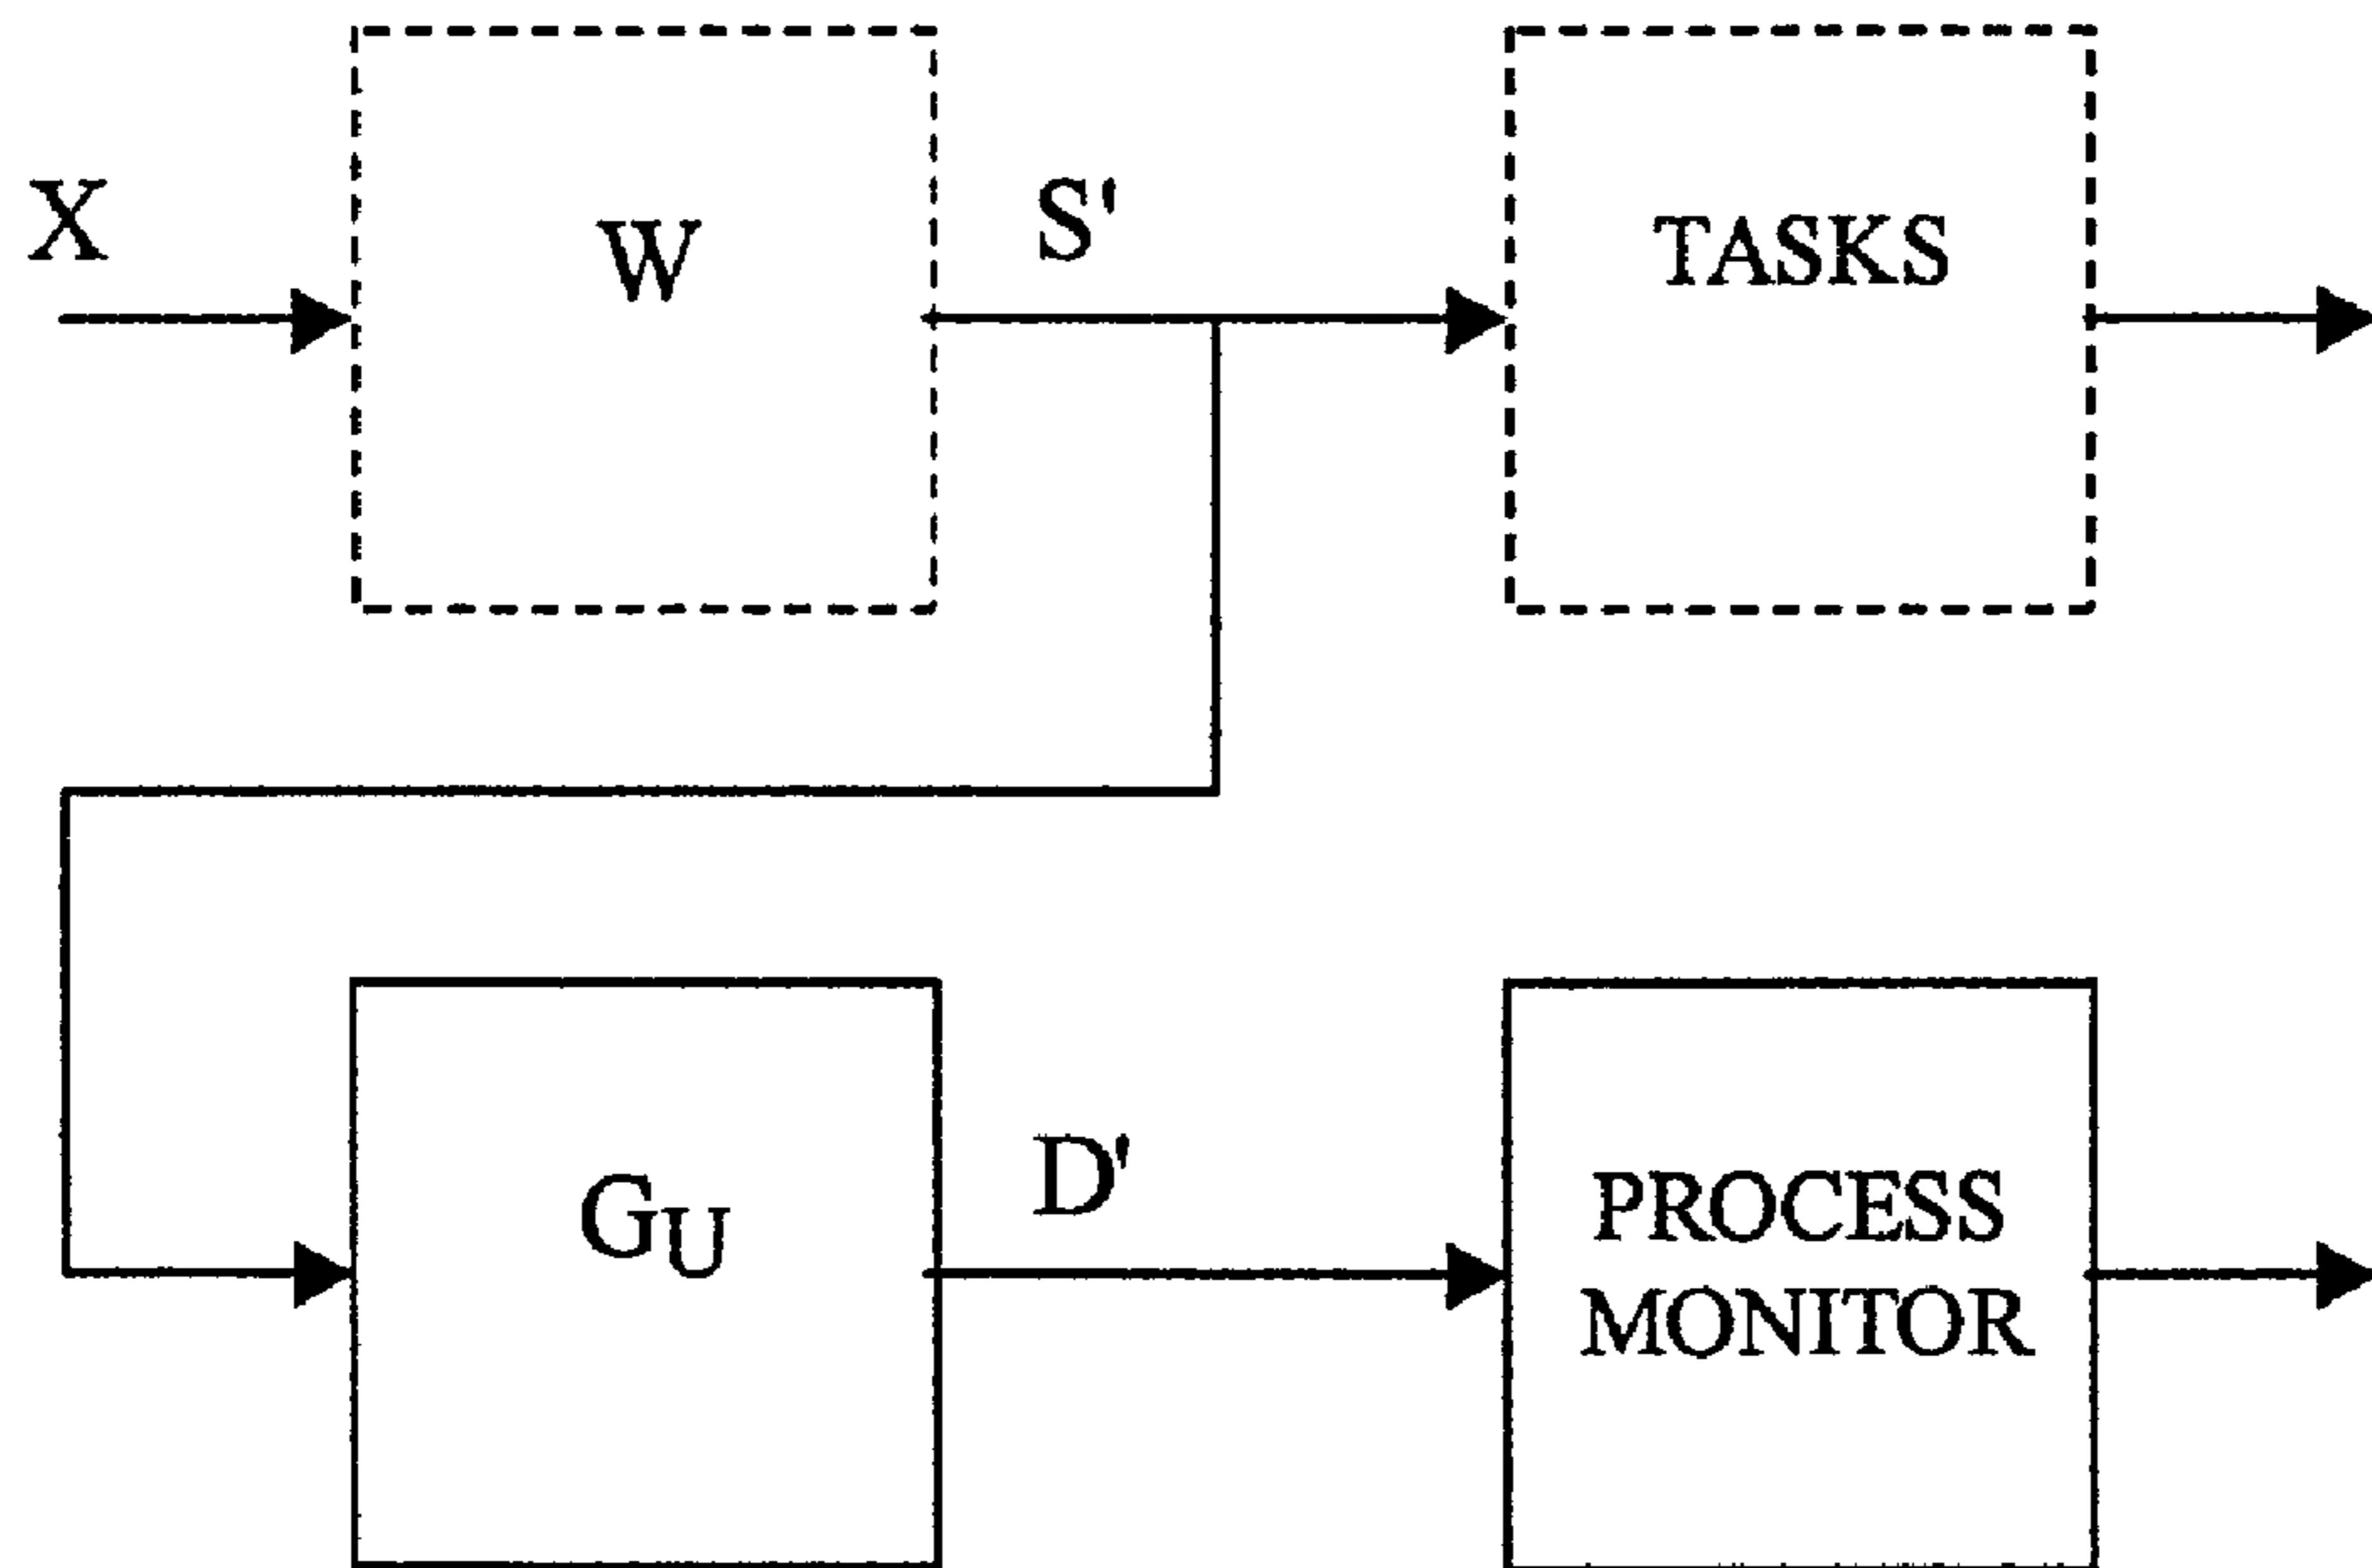 X
W
S'
TASKS
GU
D'
PROCESS
MONITOR